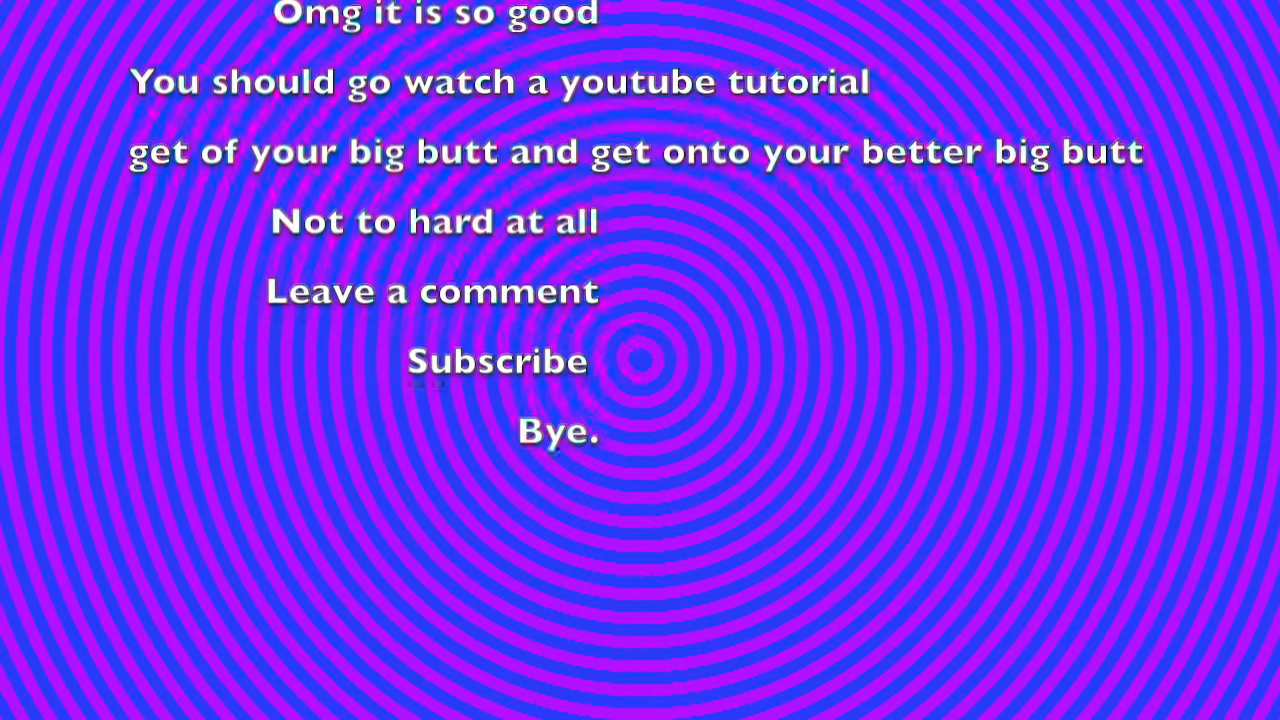 Omg it is so good
You should go watch a youtube tutorial
get of your big butt and get onto your better big butt
Not to hard at all
Leave a comment
Subscribe
Bye.